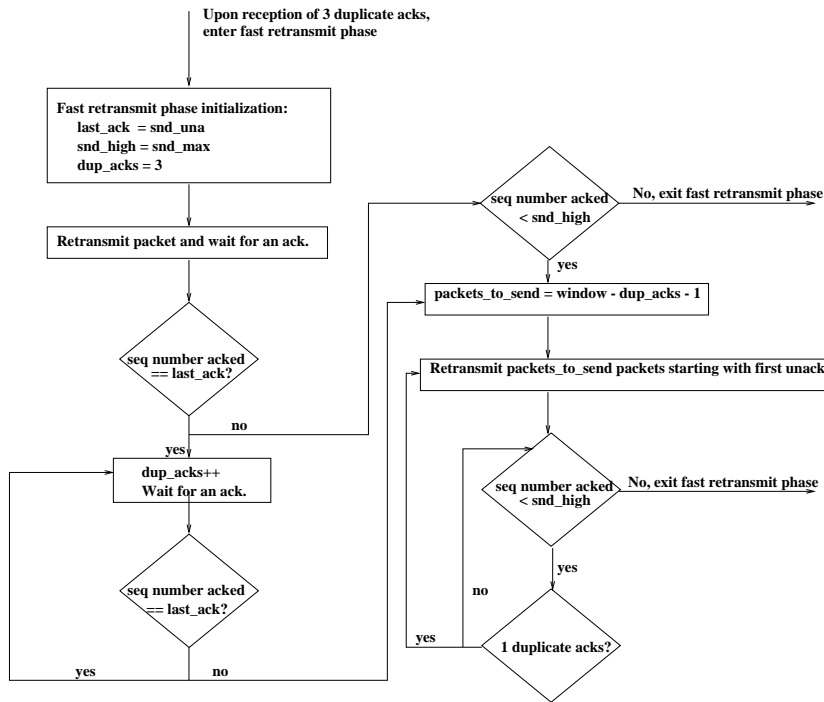 Upon reception of 3 duplicate acks,
enter fast retransmit phase
Fast retransmit phase initialization:
last_ack = snd_una
snd_high = snd_max
dup_acks = 3
Retransmit packet and wait for an ack.
seq number acked
== last_ack?
no
yes
dup_acks++
Wait for an ack.
seq number acked
== last_ack?
yes
no
seq number acked
< snd_high
No, exit fast retransmit phase
yes
packets_to_send = window - dup_acks - 1
Retransmit packets_to_send packets starting with first unack
seq number acked
< snd_high
No, exit fast retransmit phase
yes
no
yes
1 duplicate acks?